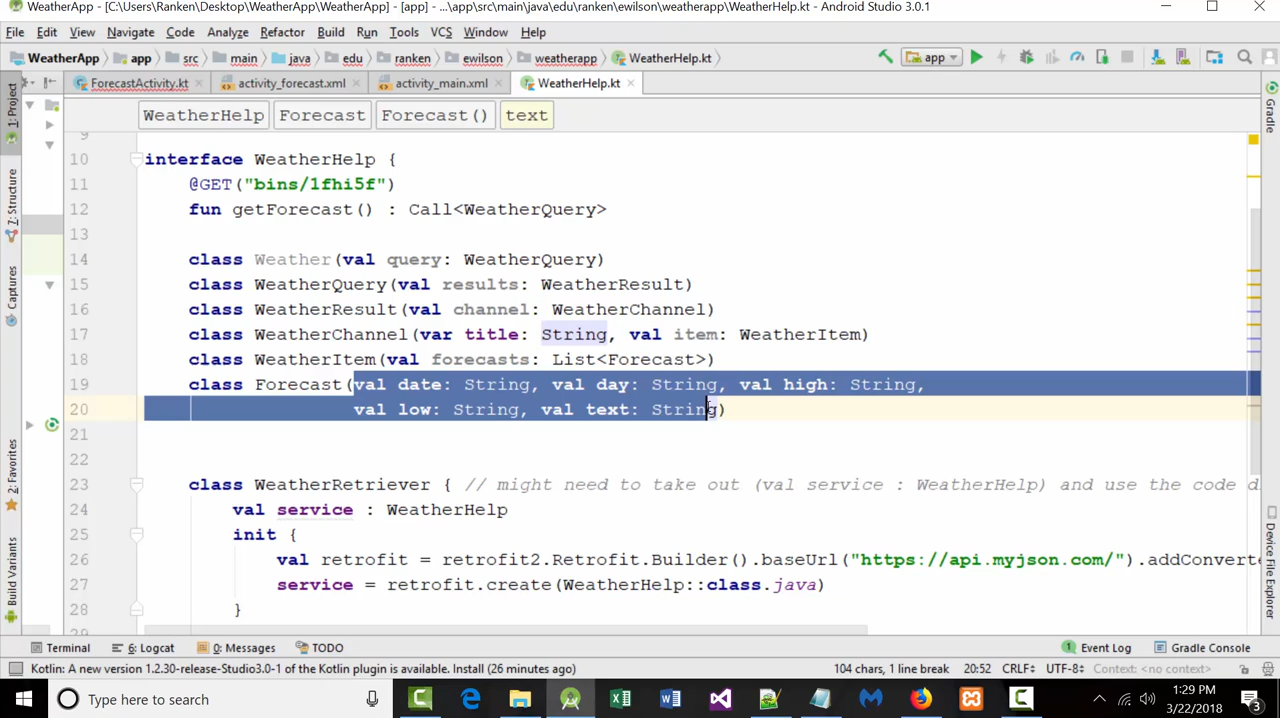 WeatherApp - [C:\Users\Ranken\Desktop\WeatherApp\WeatherApp] - [app] - ...\app\src\main\java\edu\ranken\ewilson\weatherapp\WeatherHelp.kt - Android Studio 3.0.1
File Edit View Navigate Code Analyze Refactor Build Run Tools VCS Window Help
WeatherApp app src main java edu ranken ewilson weatherapp WeatherHelp.kt app
ForecastActivity.kt activity_forecast.xml activity_main.xml WeatherHelp.kt
WeatherHelp Forecast Forecast() text
1: Project
7: Structure
Captures
2: Favorites
Build Variants
9
10 interface WeatherHelp {
11 @GET("bins/1fhi5f")
12 fun getForecast() : Call<WeatherQuery>
13
14 class Weather(val query: WeatherQuery)
15 class WeatherQuery(val results: WeatherResult)
16 class WeatherResult(val channel: WeatherChannel)
17 class WeatherChannel(var title: String, val item: WeatherItem)
18 class WeatherItem(val forecasts: List<Forecast>)
19 class Forecast(val date: String, val day: String, val high: String,
20 val low: String, val text: String)
21
22
23 class WeatherRetriever { // might need to take out (val service : WeatherHelp) and use the code d
24 val service : WeatherHelp
25 init {
26 val retrofit = retrofit2.Retrofit.Builder().baseUrl("https://api.myjson.com/").addConverte
27 service = retrofit.create(WeatherHelp::class.java)
28 }
29
Gradle
Device File Explorer
Terminal 6: Logcat 0: Messages TODO 1 Event Log Gradle Console
Kotlin: A new version 1.2.30-release-Studio3.0-1 of the Kotlin plugin is available. Install (26 minutes ago) 104 chars, 1 line break 20:52 CRLF÷ UTF-8÷ Context: <no context>
Type here to search
1:29 PM
3/22/2018
3